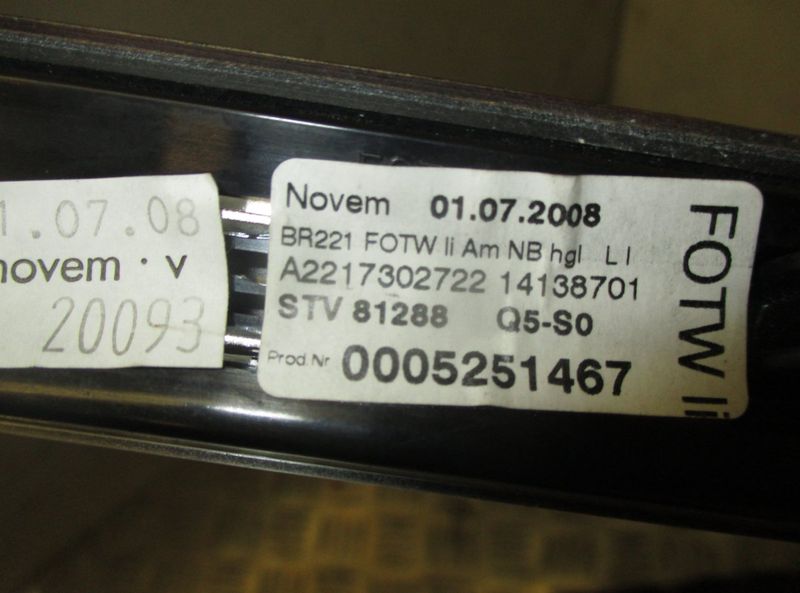 1.07.08
novem · v
20093
Novem 01.07.2008
BR221 FOTW li Am NB hgl L I
A2217302722 14138701
STV 81288 Q5-S0
Prod.Nr 0005251467
FOTW li